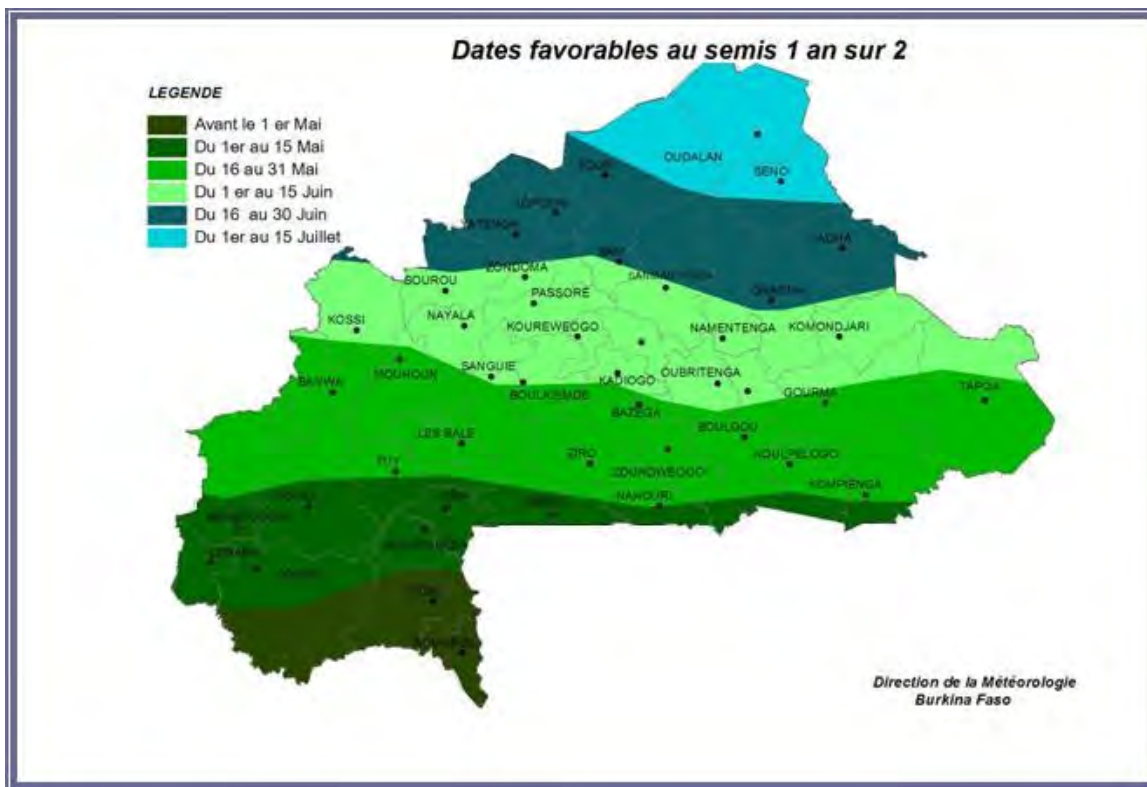 Dates favorables au semis 1 an sur 2
LEGENDE
Avant le 1 er Mai
Du 1er au 15 Mai
Du 16 au 31 Mai
Du 1 er au 15 Juin
Du 16 au 30 Juin
Du 1er au 15 Juillet
OUDALAN
SENO
SOUM
LOROUM
YATENGA
YAGHA
BAM
ZONDOMA
SANMATENGA
GNAGNA
SOUROU
PASSORE
KOSSI
NAYALA
KOUREWEOGO
NAMENTENGA
KOMONDJARI
MOUHOUN
SANGUIE
KADIOGO
OUBRITENGA
BANWA
BOULKIEMDE
BAZEGA
GOURMA
TAPOA
LES BALE
BOULGOU
TUY
ZIRO
ZOUNDWEOGO
KOULPELOGO
NAHOURI
KOMPIENGA
Direction de la Météorologie
Burkina Faso